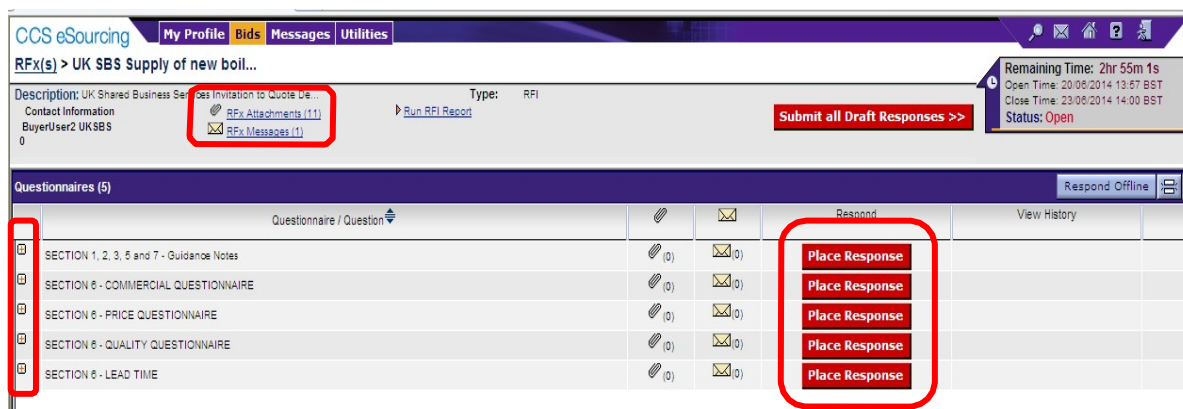 CCS eSourcing My Profile Bids Messages Utilities
RFx(s) > UK SBS Supply of new boil...
Remaining Time: 2hr 55m 1s
Open Time: 20/06/2014 13:57 BST
Close Time: 23/06/2014 14:00 BST
Status: Open
Description: UK Shared Business Services Invitation to Quote De... Type: RFI
Contact Information RFx Attachments (11) Run RFI Report
BuyerUser2 UKSBS RFx Messages (1)
0
Submit all Draft Responses >>
Questionnaires (5) Respond Offline
Questionnaire / Question Respond View History
SECTION 1, 2, 3, 5 and 7 - Guidance Notes (0) (0) Place Response
SECTION 6 - COMMERCIAL QUESTIONNAIRE (0) (0) Place Response
SECTION 6 - PRICE QUESTIONNAIRE (0) (0) Place Response
SECTION 6 - QUALITY QUESTIONNAIRE (0) (0) Place Response
SECTION 6 - LEAD TIME (0) (0) Place Response